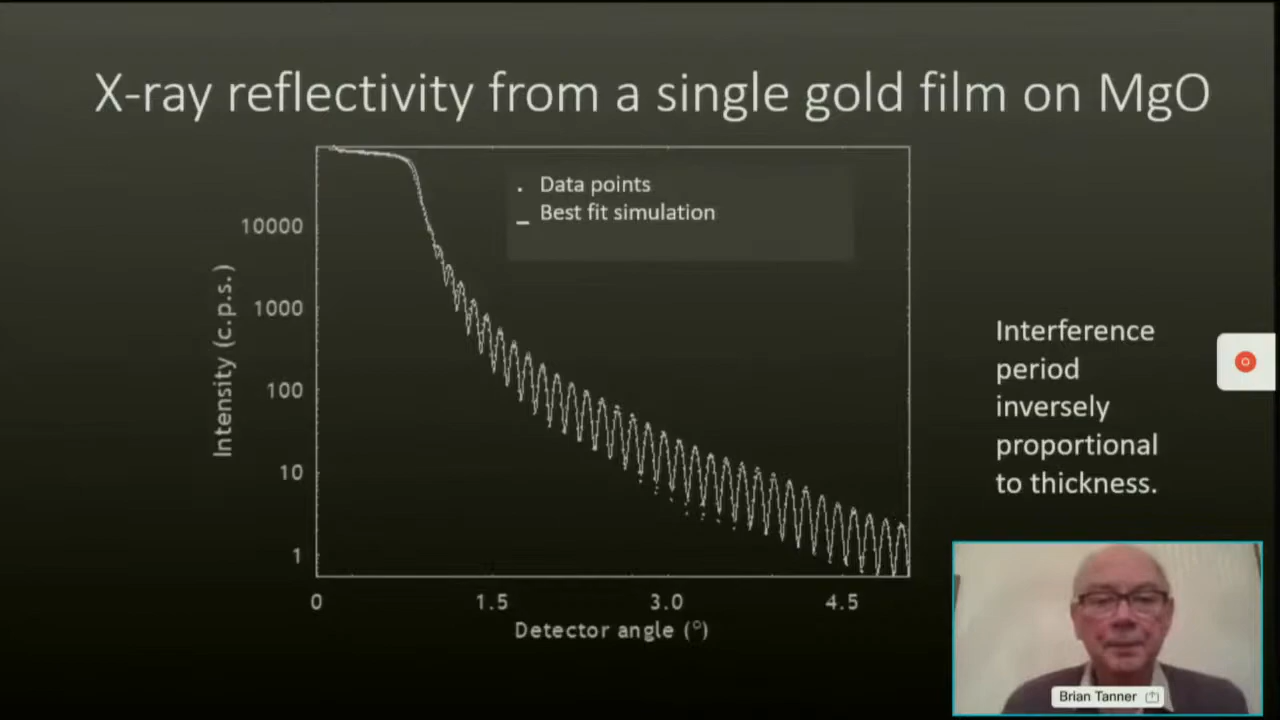 X-ray reflectivity from a single gold film on MgO
. Data points
_ Best fit simulation
10000
1000
100
10
1
Intensity (c.p.s.)
0 1.5 3.0 4.5
Detector angle (°)
Interference
period
inversely
proportional
to thickness.
Brian Tanner